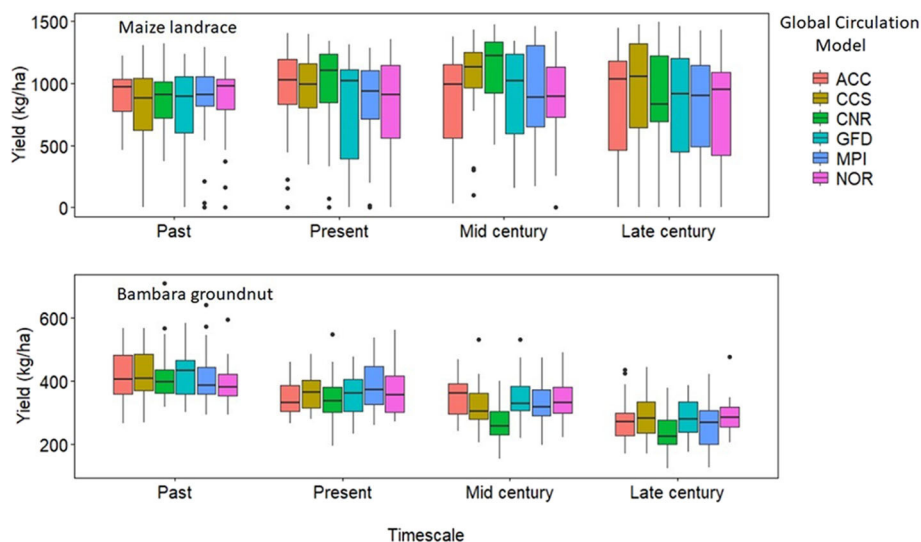 Maize landrace
Yield (kg/ha)
1500
1000
500
0
Past
Present
Mid century
Late century
Global Circulation
Model
ACC
CCS
CNR
GFD
MPI
NOR
Bambara groundnut
Yield (kg/ha)
600
400
200
Past
Present
Mid century
Late century
Timescale